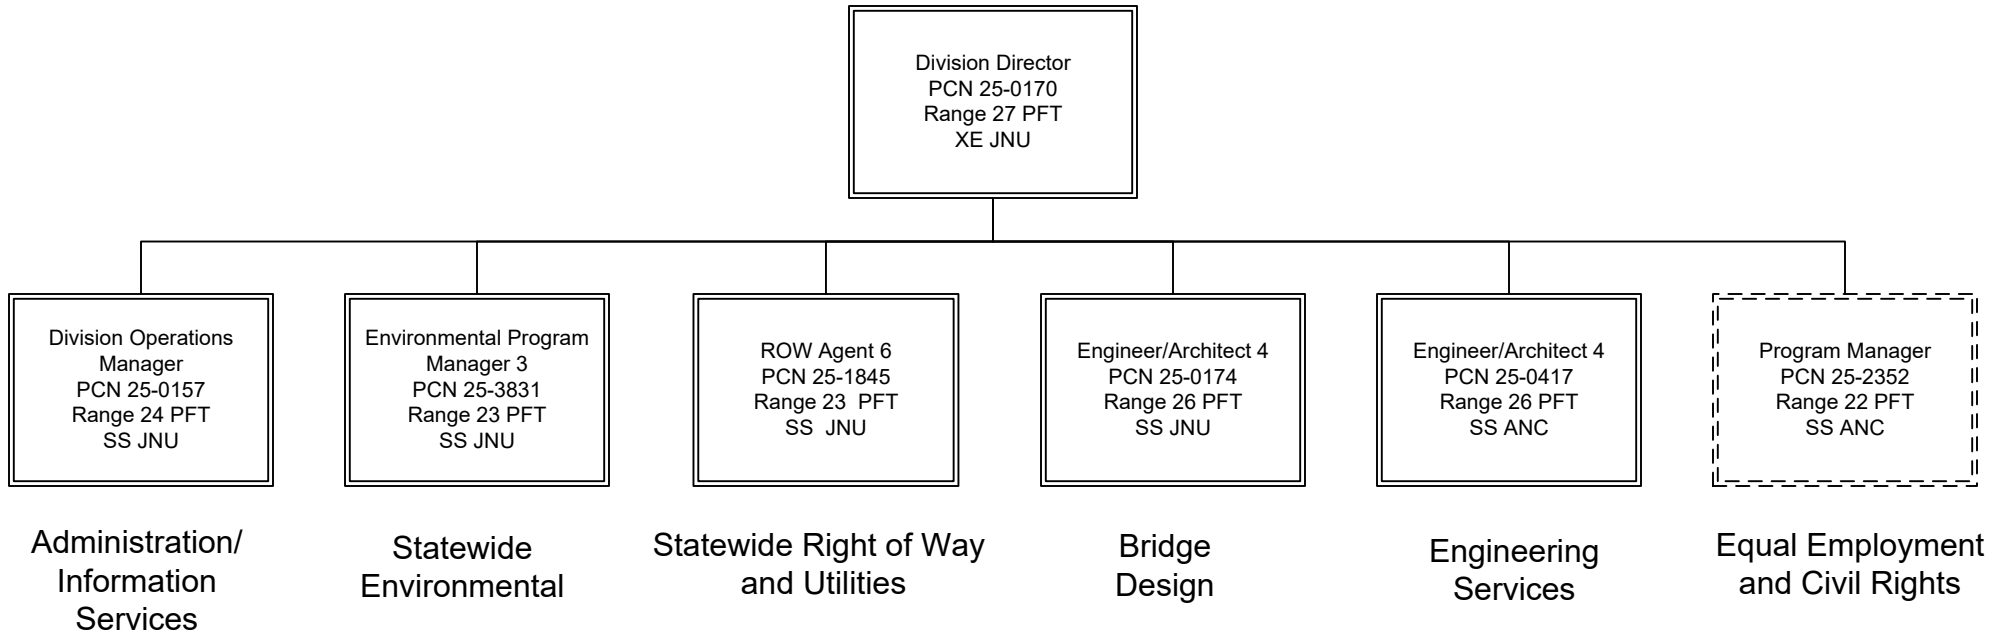 Division Director
PCN 25-0170
Range 27 PFT
XE JNU
Division Operations
Manager
PCN 25-0157
Range 24 PFT
SS JNU
Environmental Program
Manager 3
PCN 25-3831
Range 23 PFT
SS JNU
ROW Agent 6
PCN 25-1845
Range 23  PFT
SS  JNU
Engineer/Architect 4
PCN 25-0174
Range 26 PFT
SS JNU
Engineer/Architect 4
PCN 25-0417
Range 26 PFT
SS ANC
Program Manager
PCN 25-2352
Range 22 PFT
SS ANC
Administration/
Information
Services
Statewide
Environmental
Statewide Right of Way
and Utilities
Bridge
Design
Engineering
Services
Equal Employment
and Civil Rights